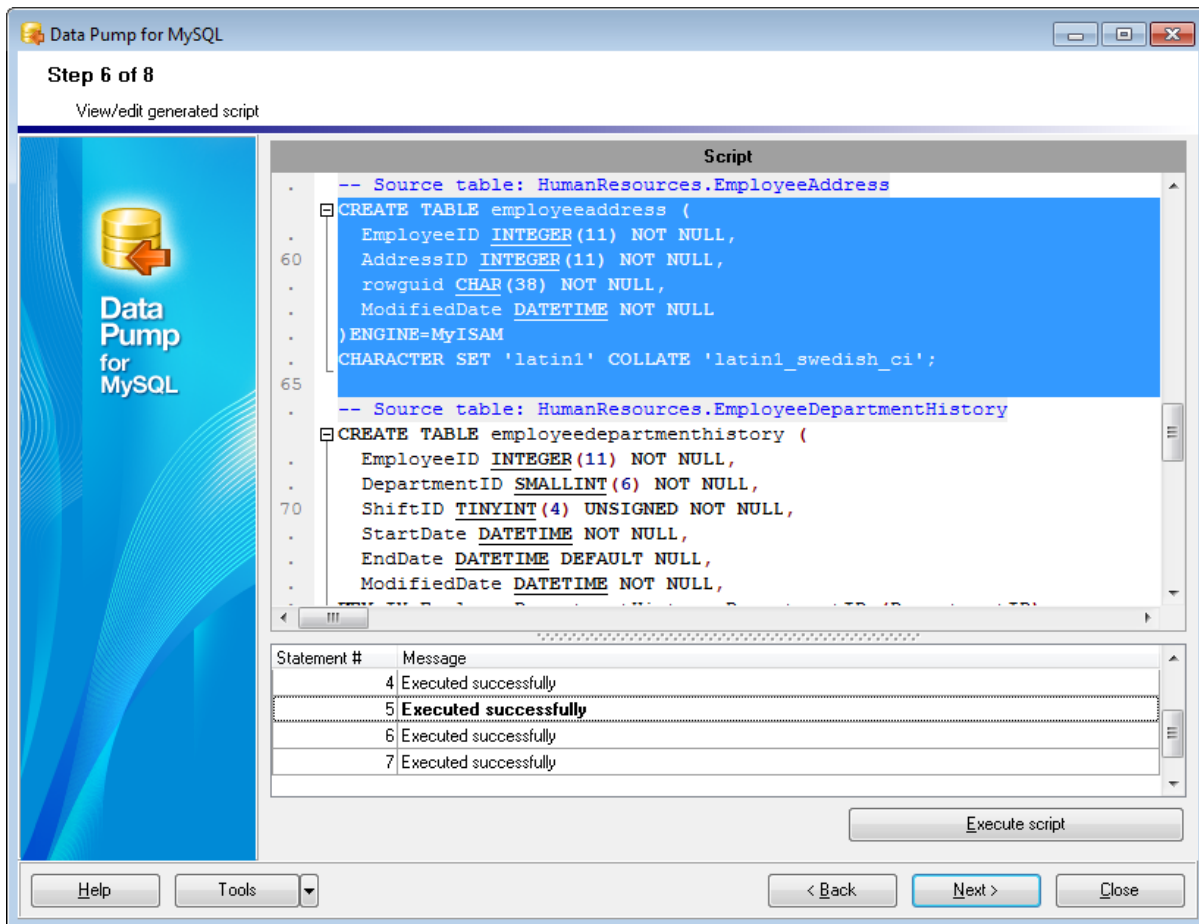 Data Pump for MySQL
Step 6 of 8
View/edit generated script
Data
Pump
for
MySQL
Script
-- Source table: HumanResources.EmployeeAddress
CREATE TABLE employeeaddress (
EmployeeID INTEGER(11) NOT NULL,
60 AddressID INTEGER(11) NOT NULL,
rowguid CHAR(38) NOT NULL,
ModifiedDate DATETIME NOT NULL
)ENGINE=MyISAM
CHARACTER SET 'latin1' COLLATE 'latin1_swedish_ci';
65
-- Source table: HumanResources.EmployeeDepartmentHistory
CREATE TABLE employeedepartmenthistory (
EmployeeID INTEGER(11) NOT NULL,
DepartmentID SMALLINT(6) NOT NULL,
70 ShiftID TINYINT(4) UNSIGNED NOT NULL,
StartDate DATETIME NOT NULL,
EndDate DATETIME DEFAULT NULL,
ModifiedDate DATETIME NOT NULL,
Statement # Message
4 Executed successfully
5 Executed successfully
6 Executed successfully
7 Executed successfully
Execute script
Help Tools < Back Next > Close